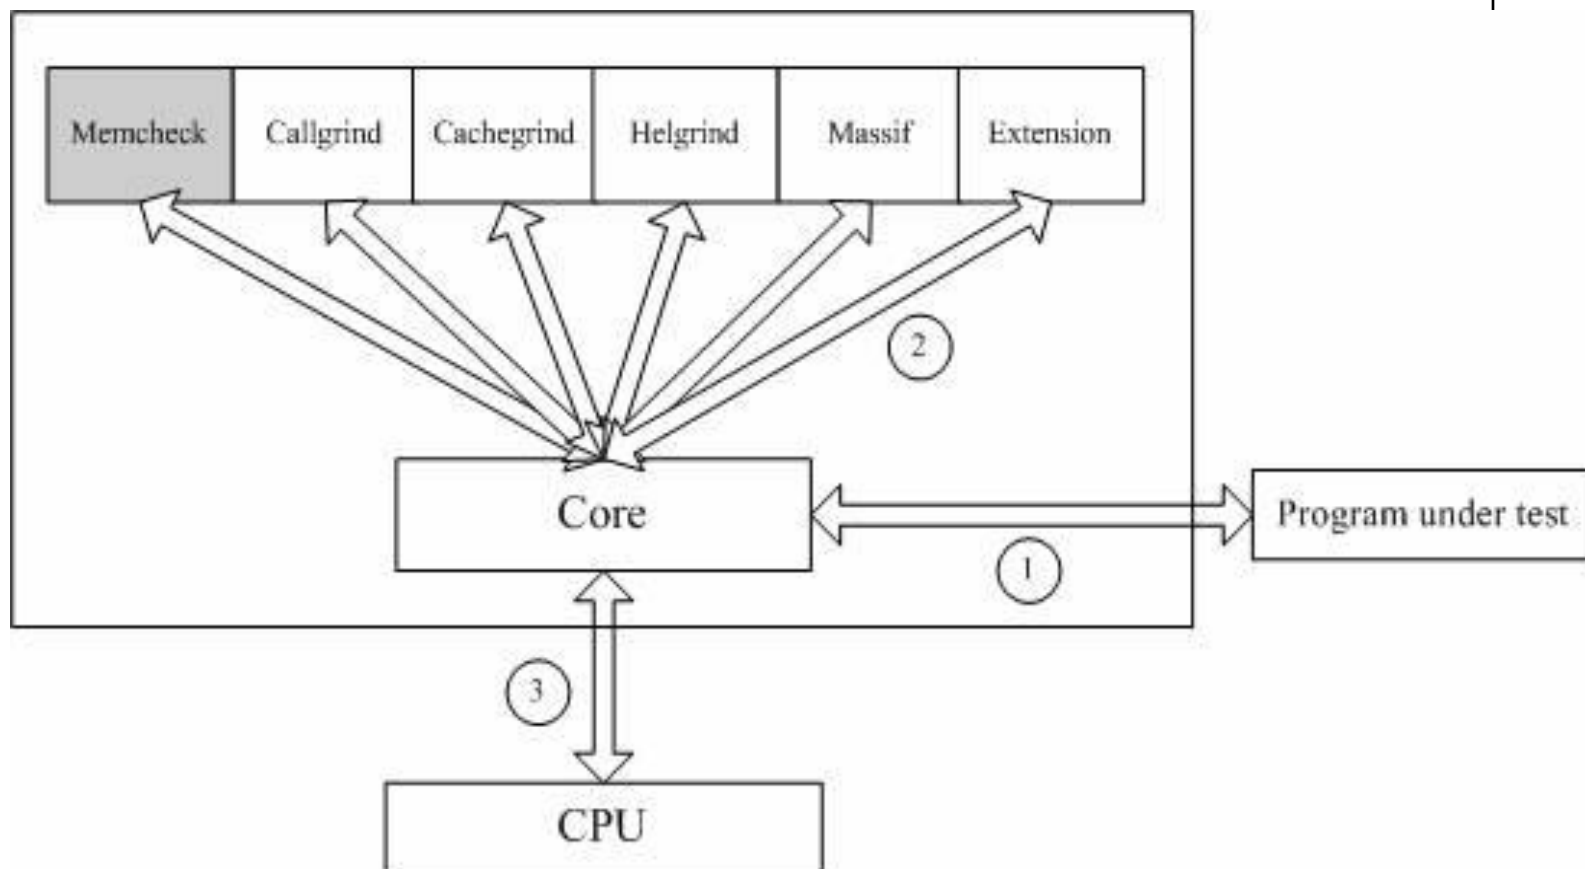 Memcheck
Callgrind
Cachegrind
Helgrind
Massif
Extension
2
Core
Program under test
1
3
CPU